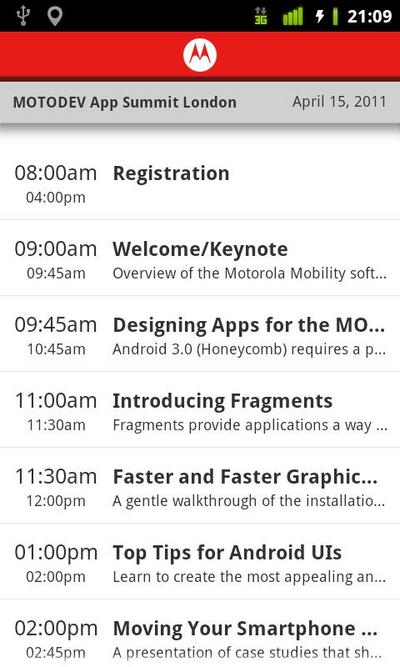 3G 21:09
MOTODEV App Summit London April 15, 2011
08:00am Registration
04:00pm
09:00am Welcome/Keynote
09:45am Overview of the Motorola Mobility soft...
09:45am Designing Apps for the MO...
10:45am Android 3.0 (Honeycomb) requires a p...
11:00am Introducing Fragments
11:30am Fragments provide applications a way ...
11:30am Faster and Faster Graphic...
12:00pm A gentle walkthrough of the installatio...
01:00pm Top Tips for Android UIs
02:00pm Learn to create the most appealing an...
02:00pm Moving Your Smartphone ...
02:45pm A presentation of case studies that sh...